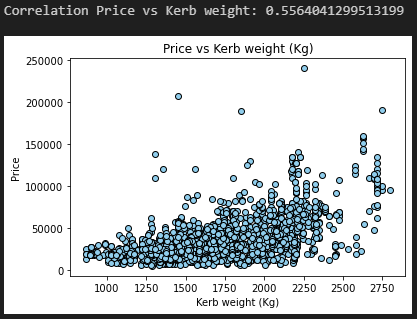 Correlation Price vs Kerb weight: 0.5564041299513199
Price vs Kerb weight (Kg)
250000
200000
150000
100000
50000
0
Price
1000 1250 1500 1750 2000 2250 2500 2750
Kerb weight (Kg)